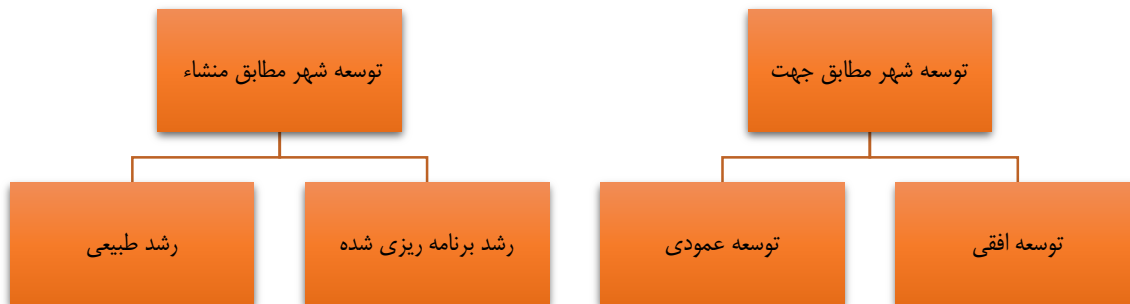 توسعه شهر مطابق جهت
توسعه افقی
توسعه عمودی
توسعه شهر مطابق منشاء
رشد برنامه ریزی شده
رشد طبیعی